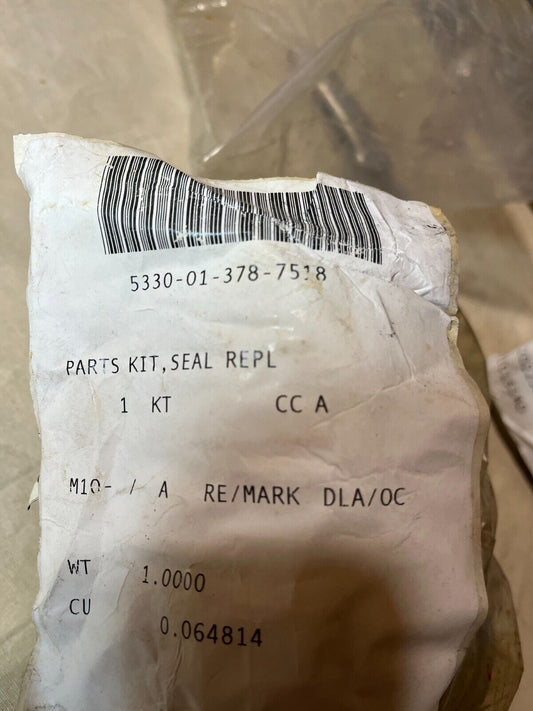 5330-01-378-7518
PARTS KIT, SEAL REPL
1 KT CC A
M10- / A RE/MARK DLA/OC
WT 1.0000
CU 0.064814